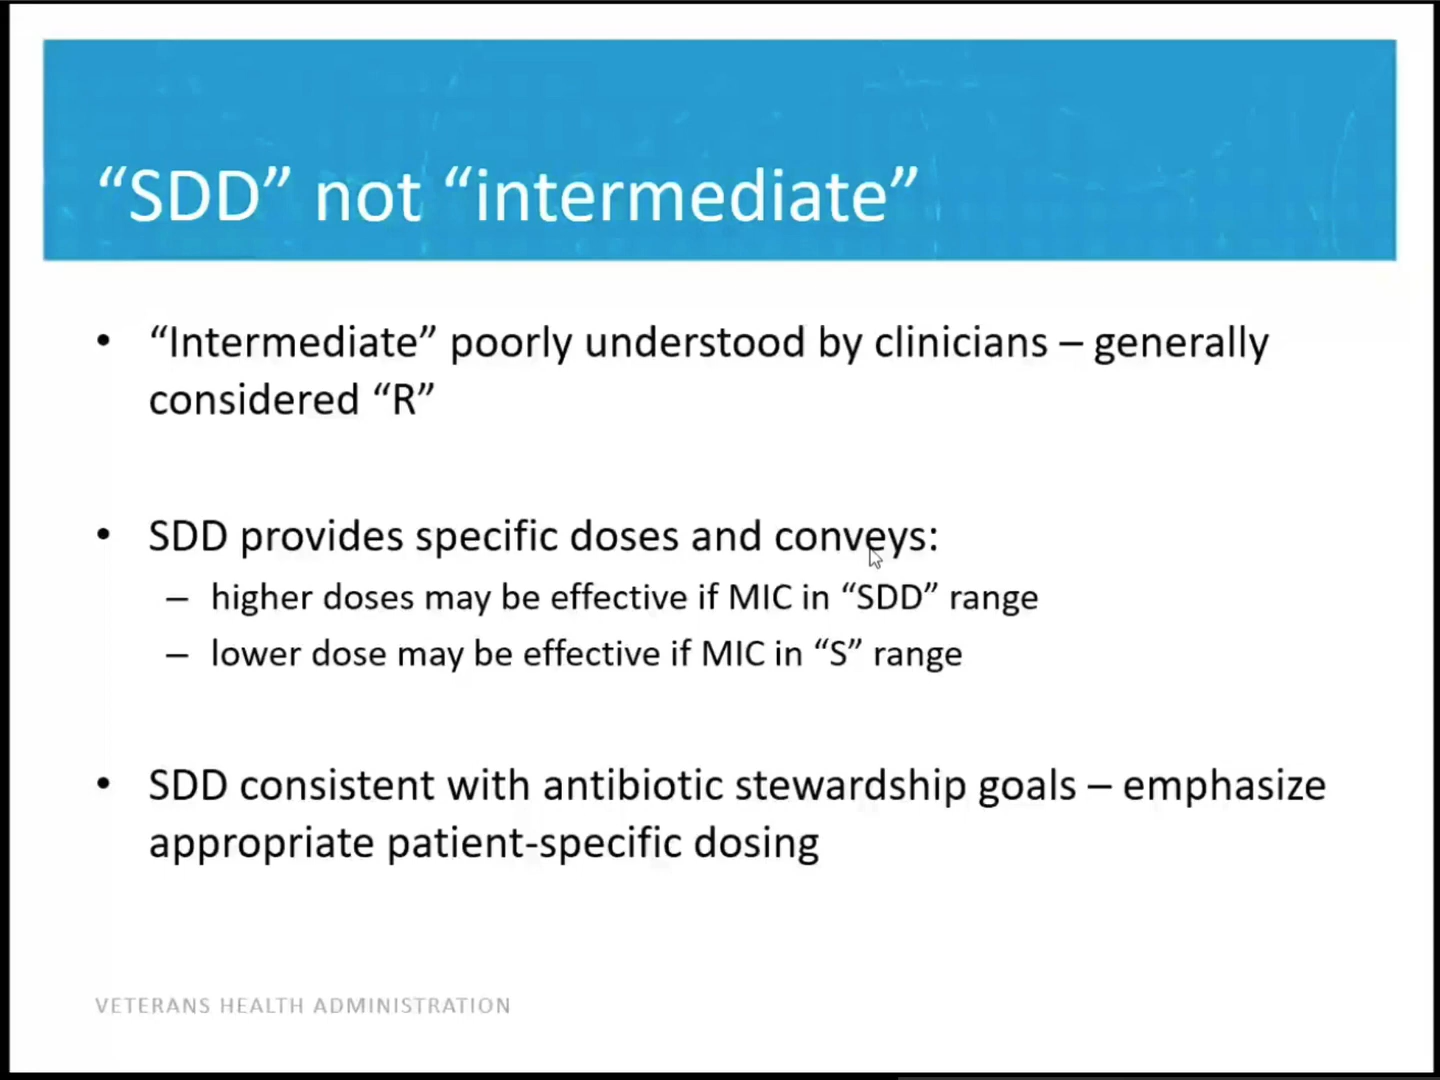 “SDD” not “intermediate”
• “Intermediate” poorly understood by clinicians – generally
considered “R”
• SDD provides specific doses and conveys:
– higher doses may be effective if MIC in “SDD” range
– lower dose may be effective if MIC in “S” range
• SDD consistent with antibiotic stewardship goals – emphasize
appropriate patient-specific dosing
VETERANS HEALTH ADMINISTRATION